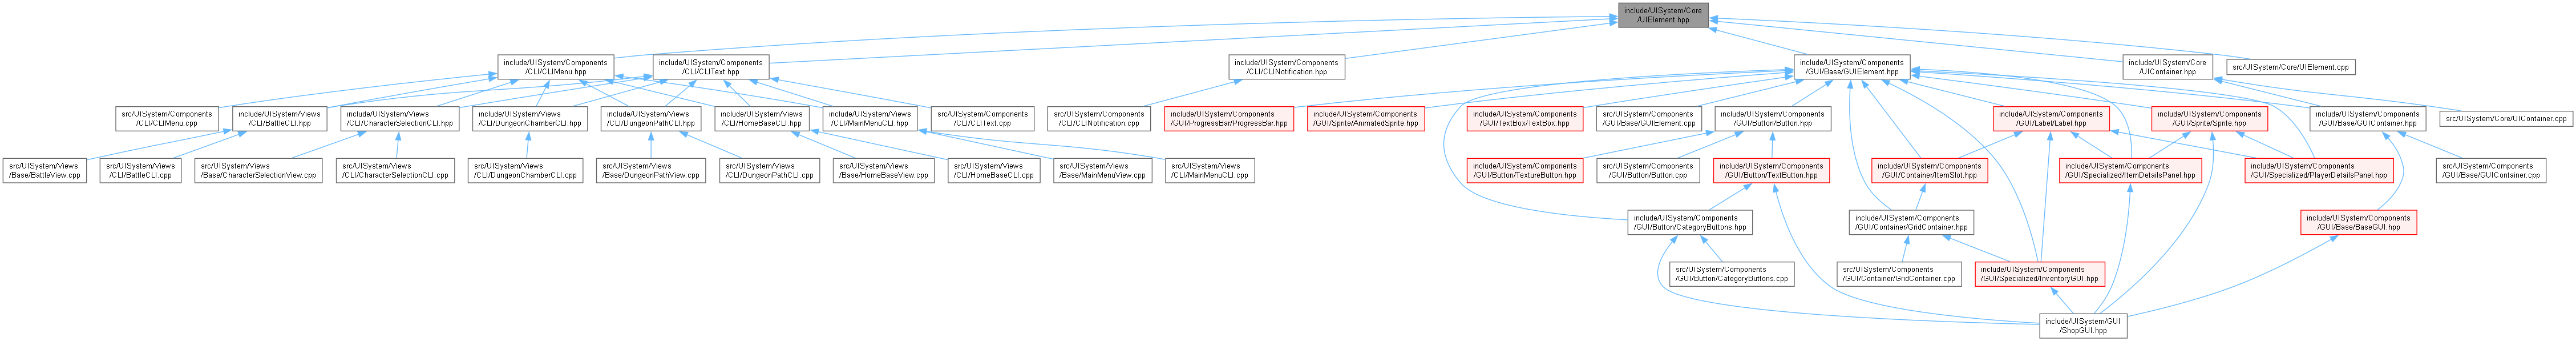 include/UISystem/Core
/UIElement.hpp
include/UISystem/Components
/CLI/CLIMenu.hpp
include/UISystem/Components
/CLI/CLIText.hpp
include/UISystem/Components
/CLI/CLINotification.hpp
include/UISystem/Components
/GUI/Base/GUIElement.hpp
include/UISystem/Core
/UIContainer.hpp
src/UISystem/Core/UIElement.cpp
src/UISystem/Components
/CLI/CLIMenu.cpp
include/UISystem/Views
/CLI/BattleCLI.hpp
include/UISystem/Views
/CLI/CharacterSelectionCLI.hpp
include/UISystem/Views
/CLI/DungeonChamberCLI.hpp
include/UISystem/Views
/CLI/DungeonPathCLI.hpp
include/UISystem/Views
/CLI/HomeBaseCLI.hpp
include/UISystem/Views
/CLI/MainMenuCLI.hpp
src/UISystem/Components
/CLI/CLIText.cpp
src/UISystem/Components
/CLI/CLINotification.cpp
include/UISystem/Components
/GUI/ProgressBar/ProgressBar.hpp
include/UISystem/Components
/GUI/Sprite/AnimatedSprite.hpp
include/UISystem/Components
/GUI/TextBox/TextBox.hpp
src/UISystem/Components
/GUI/Base/GUIElement.cpp
include/UISystem/Components
/GUI/Button/Button.hpp
include/UISystem/Components
/GUI/Label/Label.hpp
include/UISystem/Components
/GUI/Sprite/Sprite.hpp
include/UISystem/Components
/GUI/Base/GUIContainer.hpp
src/UISystem/Core/UIContainer.cpp
src/UISystem/Views
/Base/BattleView.cpp
src/UISystem/Views
/CLI/BattleCLI.cpp
src/UISystem/Views
/Base/CharacterSelectionView.cpp
src/UISystem/Views
/CLI/CharacterSelectionCLI.cpp
src/UISystem/Views
/CLI/DungeonChamberCLI.cpp
src/UISystem/Views
/Base/DungeonPathView.cpp
src/UISystem/Views
/CLI/DungeonPathCLI.cpp
src/UISystem/Views
/Base/HomeBaseView.cpp
src/UISystem/Views
/CLI/HomeBaseCLI.cpp
src/UISystem/Views
/Base/MainMenuView.cpp
src/UISystem/Views
/CLI/MainMenuCLI.cpp
include/UISystem/Components
/GUI/Button/TextureButton.hpp
src/UISystem/Components
/GUI/Button/Button.cpp
include/UISystem/Components
/GUI/Button/TextButton.hpp
include/UISystem/Components
/GUI/Container/ItemSlot.hpp
include/UISystem/Components
/GUI/Specialized/ItemDetailsPanel.hpp
include/UISystem/Components
/GUI/Specialized/PlayerDetailsPanel.hpp
src/UISystem/Components
/GUI/Base/GUIContainer.cpp
include/UISystem/Components
/GUI/Button/CategoryButtons.hpp
include/UISystem/Components
/GUI/Container/GridContainer.hpp
include/UISystem/Components
/GUI/Base/BaseGUI.hpp
src/UISystem/Components
/GUI/Button/CategoryButtons.cpp
src/UISystem/Components
/GUI/Container/GridContainer.cpp
include/UISystem/Components
/GUI/Specialized/InventoryGUI.hpp
include/UISystem/GUI
/ShopGUI.hpp